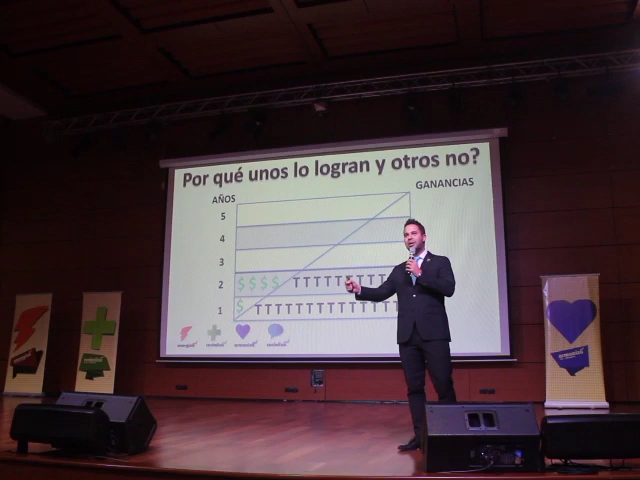 Por qué unos lo logran y otros no?
AÑOS
GANANCIAS
5
4
3
2 $ $ $ $ T T T T T T T T T
1 $ T T T T T T T T T T T T